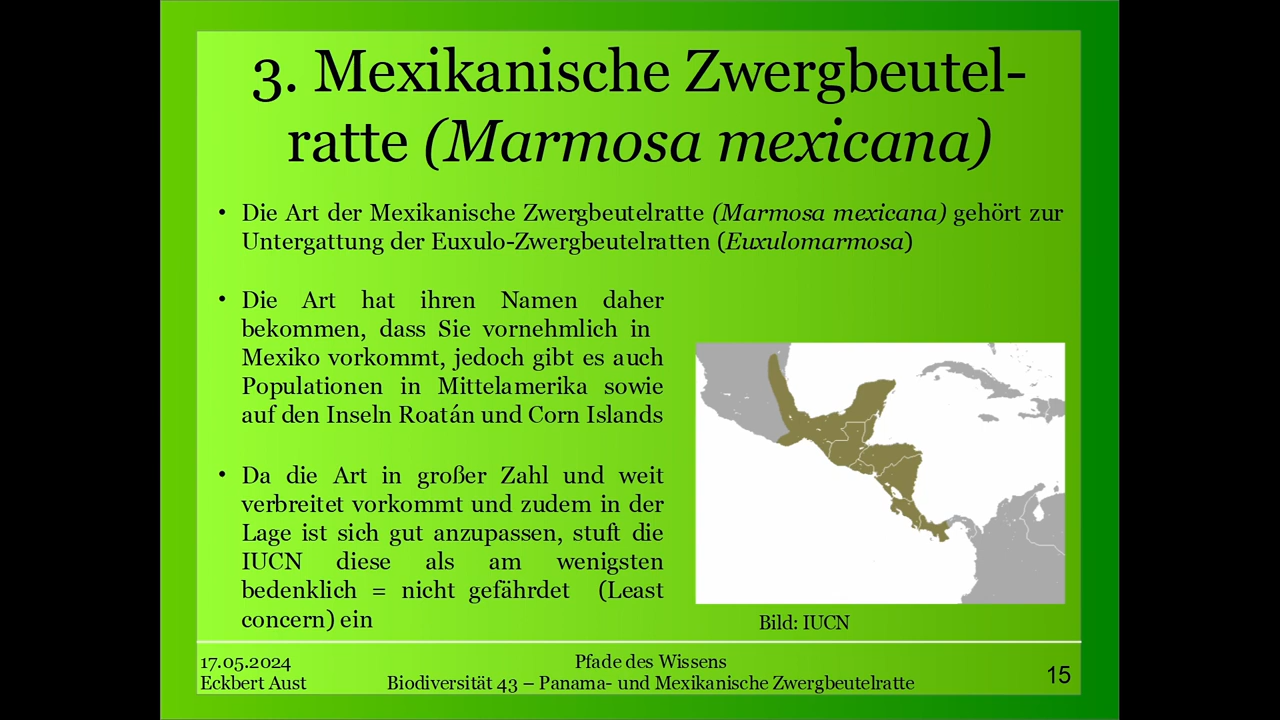 3. Mexikanische Zwergbeutel-
ratte (Marmosa mexicana)
• Die Art der Mexikanische Zwergbeutelratte (Marmosa mexicana) gehört zur
Untergattung der Euxulo-Zwergbeutelratten (Euxulomarmosa)
• Die Art hat ihren Namen daher
bekommen, dass Sie vornehmlich in
Mexiko vorkommt, jedoch gibt es auch
Populationen in Mittelamerika sowie
auf den Inseln Roatán und Corn Islands
• Da die Art in großer Zahl und weit
verbreitet vorkommt und zudem in der
Lage ist sich gut anzupassen, stuft die
IUCN diese als am wenigsten
bedenklich = nicht gefährdet (Least
concern) ein
Bild: IUCN
17.05.2024
Eckbert Aust
Pfade des Wissens
Biodiversität 43 – Panama- und Mexikanische Zwergbeutelratte
15